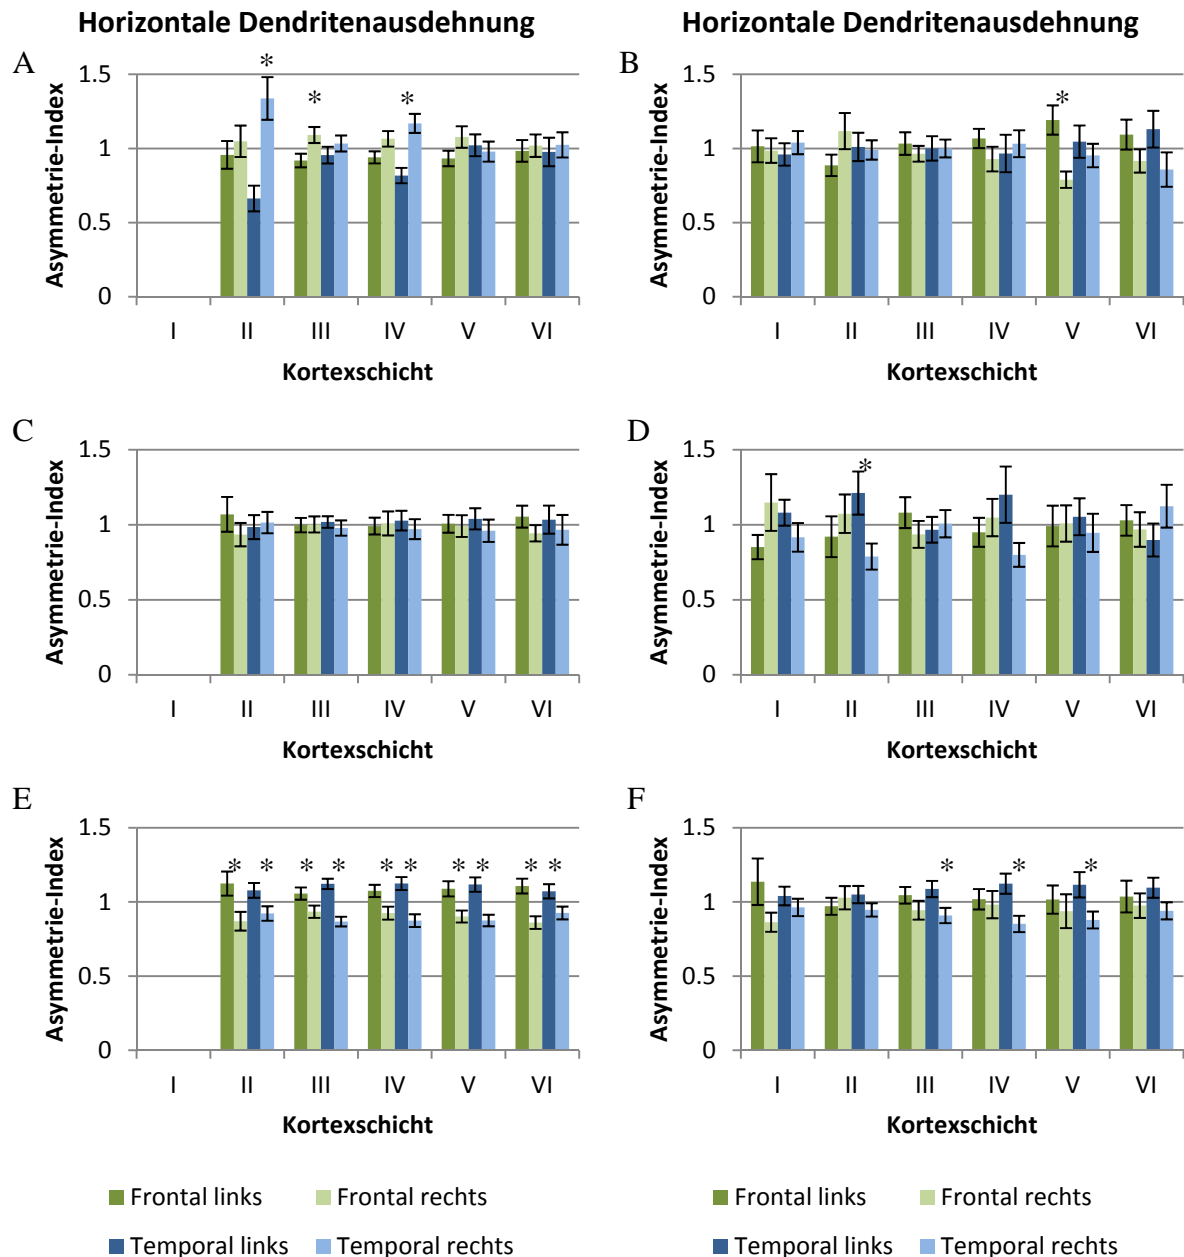 Horizontale Dendritenausdehnung
A
Asymmetrie-Index
1.5
1
0.5
0
* * *
I II III IV V VI
Kortexschicht
Horizontale Dendritenausdehnung
B
Asymmetrie-Index
1.5
1
0.5
0
*
I II III IV V VI
Kortexschicht
C
Asymmetrie-Index
1.5
1
0.5
0
I II III IV V VI
Kortexschicht
D
Asymmetrie-Index
1.5
1
0.5
0
*
I II III IV V VI
Kortexschicht
E
Asymmetrie-Index
1.5
1
0.5
0
* * * * * * * * * *
I II III IV V VI
Kortexschicht
F
Asymmetrie-Index
1.5
1
0.5
0
* * *
I II III IV V VI
Kortexschicht
Frontal links Frontal rechts
Temporal links Temporal rechts
Frontal links Frontal rechts
Temporal links Temporal rechts